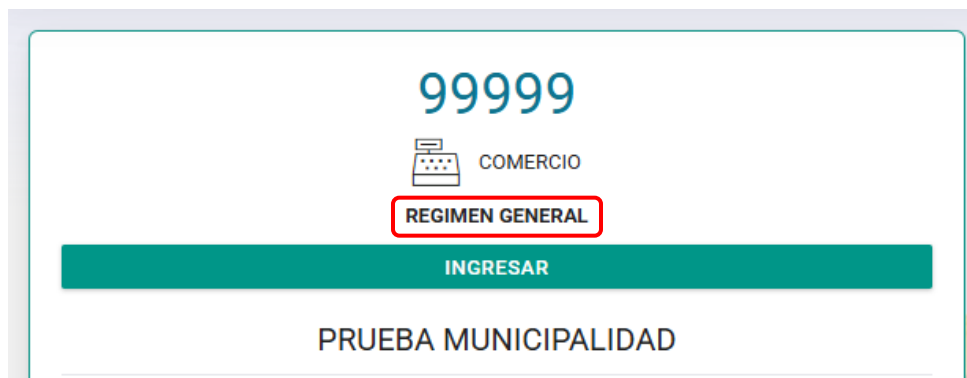 99999
COMERCIO
REGIMEN GENERAL
INGRESAR
PRUEBA MUNICIPALIDAD